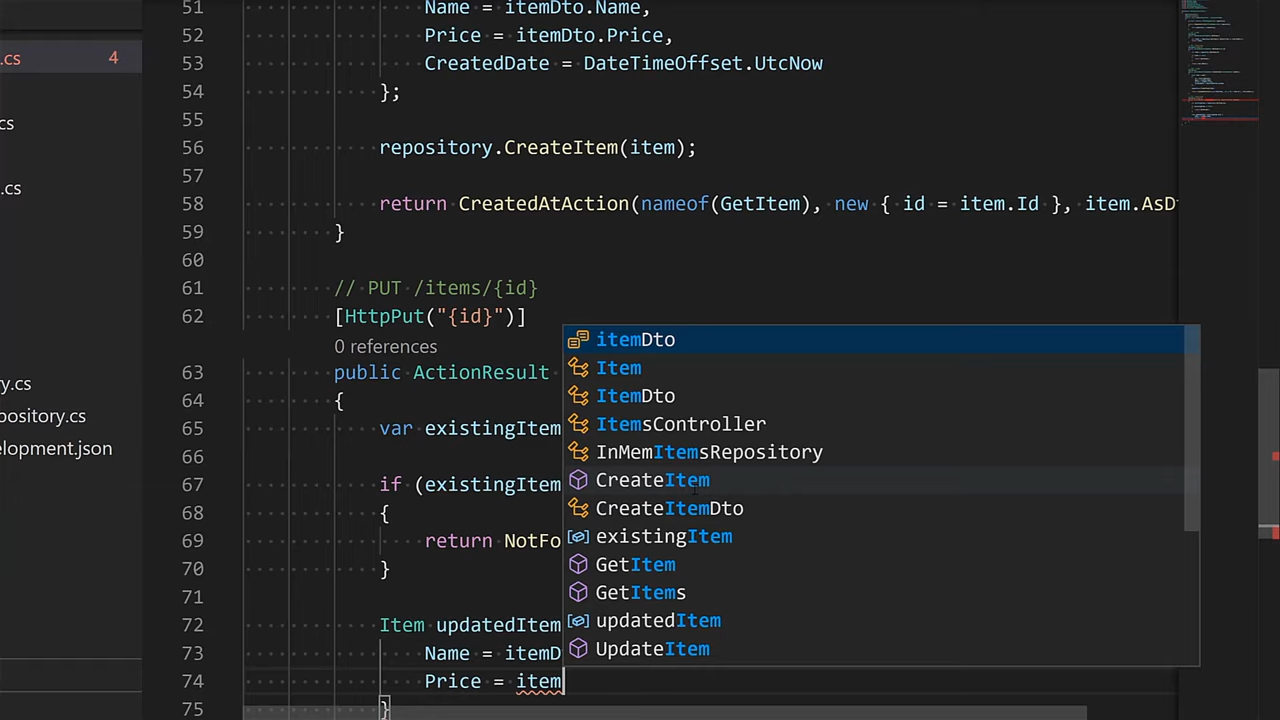 .cs 4
cs
.cs
ry.cs
pository.cs
elopment.json
51 Name = itemDto.Name,
52 Price = itemDto.Price,
53 CreatedDate = DateTimeOffset.UtcNow
54 };
55
56 repository.CreateItem(item);
57
58 return CreatedAtAction(nameof(GetItem), new { id = item.Id }, item.AsD
59 }
60
61 // PUT /items/{id}
62 [HttpPut("{id}")]
0 references
63 public ActionResult
64 {
65 var existingItem
66
67 if (existingItem
68 {
69 return NotFo
70 }
71
72 Item updatedItem
73 Name = itemD
74 Price = item
75 }
itemDto
Item
ItemDto
ItemsController
InMemItemsRepository
CreateItem
CreateItemDto
existingItem
GetItem
GetItems
updatedItem
UpdateItem